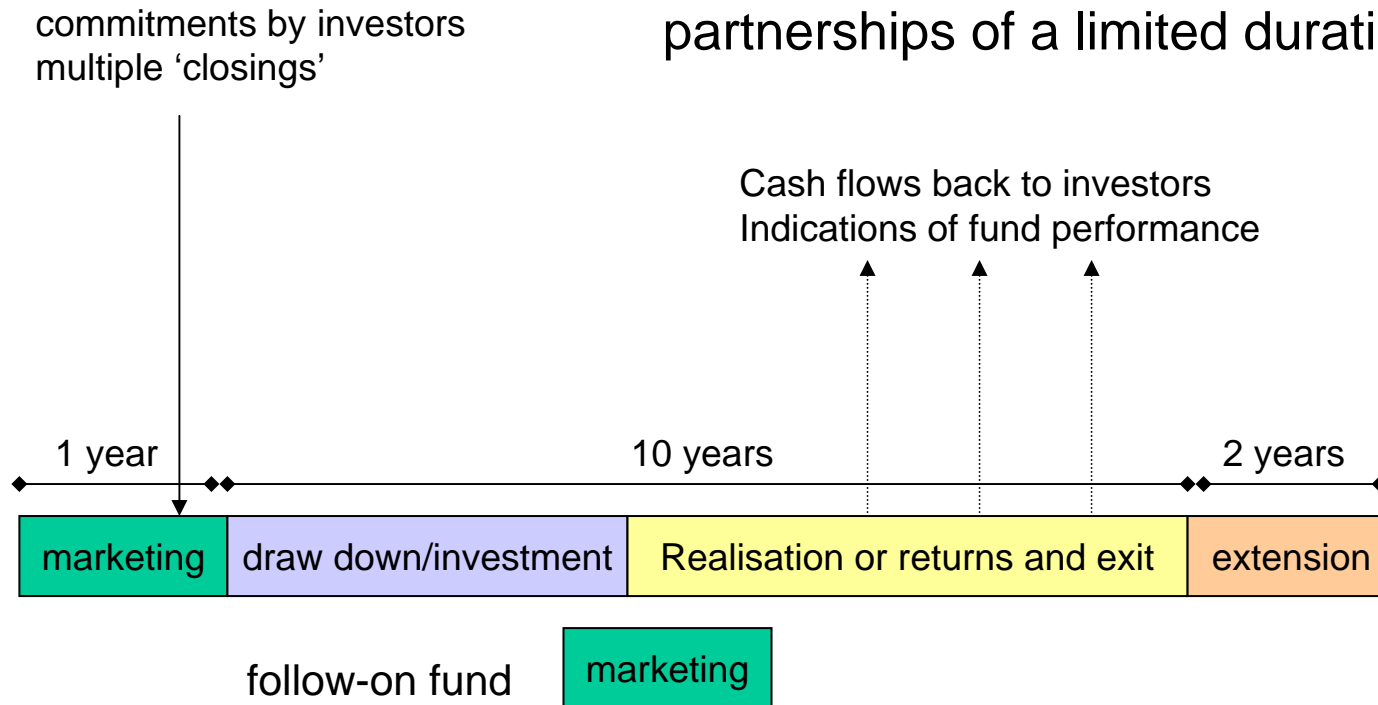 commitments by investors
multiple ‘closings’
partnerships of a limited durati
Cash flows back to investors
Indications of fund performance
1 year
10 years
2 years
marketing
draw down/investment
Realisation or returns and exit
extension
follow-on fund
marketing